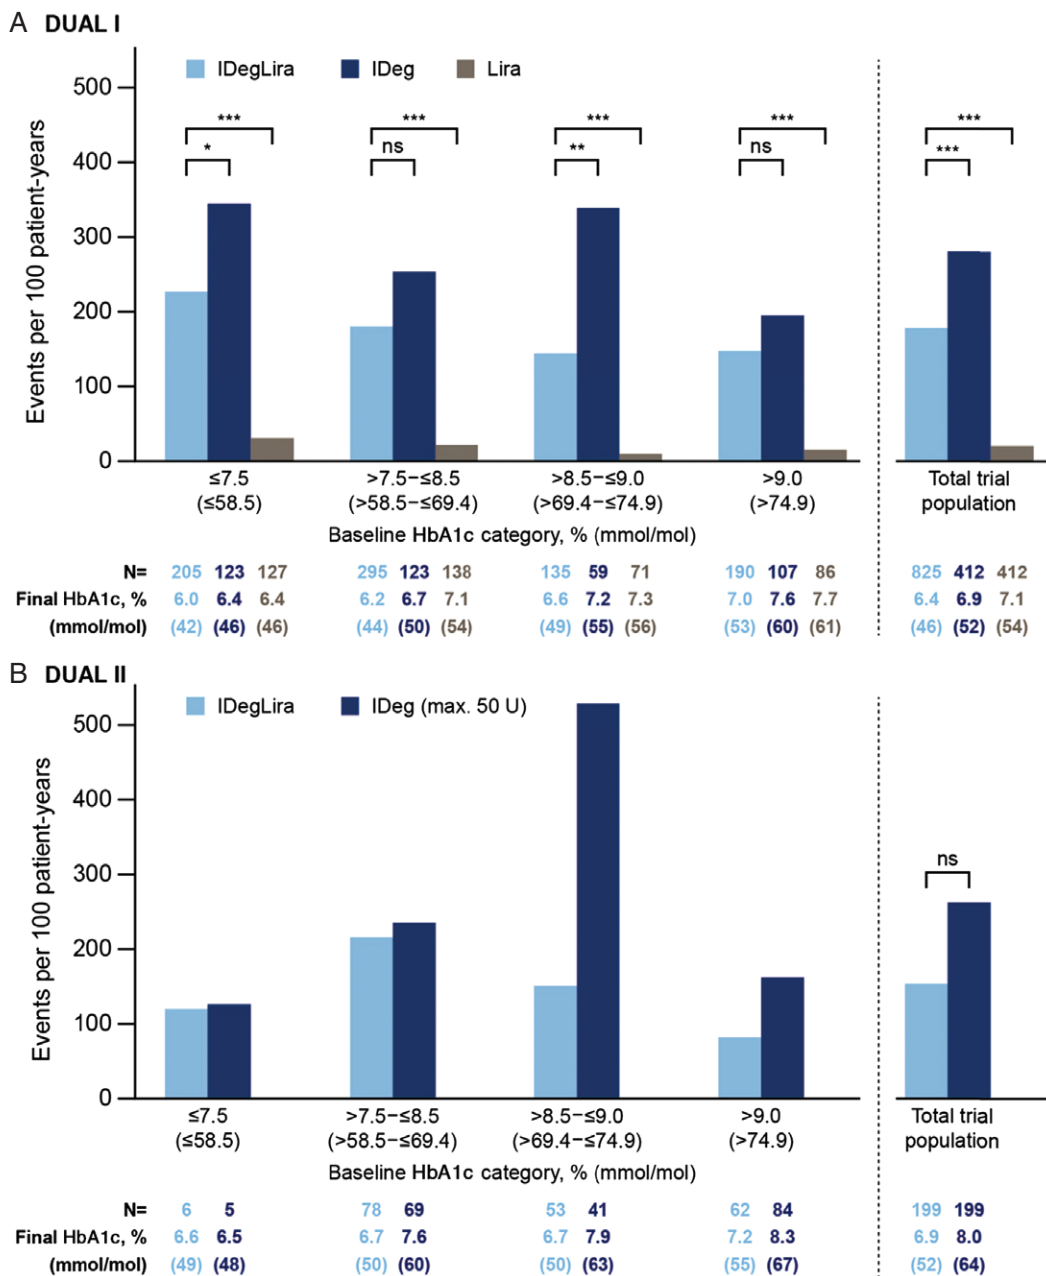 A DUAL I
IDegLira IDeg Lira
Events per 100 patient-years
500
400
300
200
100
0
*** *** *** *** ***
* ns ** ns ***
≤7.5 >7.5−≤8.5 >8.5−≤9.0 >9.0 Total trial
(≤58.5) (>58.5−≤69.4) (>69.4−≤74.9) (>74.9) population
Baseline HbA1c category, % (mmol/mol)
N= 205 123 127 295 123 138 135 59 71 190 107 86 825 412 412
Final HbA1c, % 6.0 6.4 6.4 6.2 6.7 7.1 6.6 7.2 7.3 7.0 7.6 7.7 6.4 6.9 7.1
(mmol/mol) (42) (46) (46) (44) (50) (54) (49) (55) (56) (53) (60) (61) (46) (52) (54)
B DUAL II
IDegLira IDeg (max. 50 U)
Events per 100 patient-years
500
400
300
200
100
0
ns
≤7.5 >7.5−≤8.5 >8.5−≤9.0 >9.0 Total trial
(≤58.5) (>58.5−≤69.4) (>69.4−≤74.9) (>74.9) population
Baseline HbA1c category, % (mmol/mol)
N= 6 5 78 69 53 41 62 84 199 199
Final HbA1c, % 6.6 6.5 6.7 7.6 6.7 7.9 7.2 8.3 6.9 8.0
(mmol/mol) (49) (48) (50) (60) (50) (63) (55) (67) (52) (64)